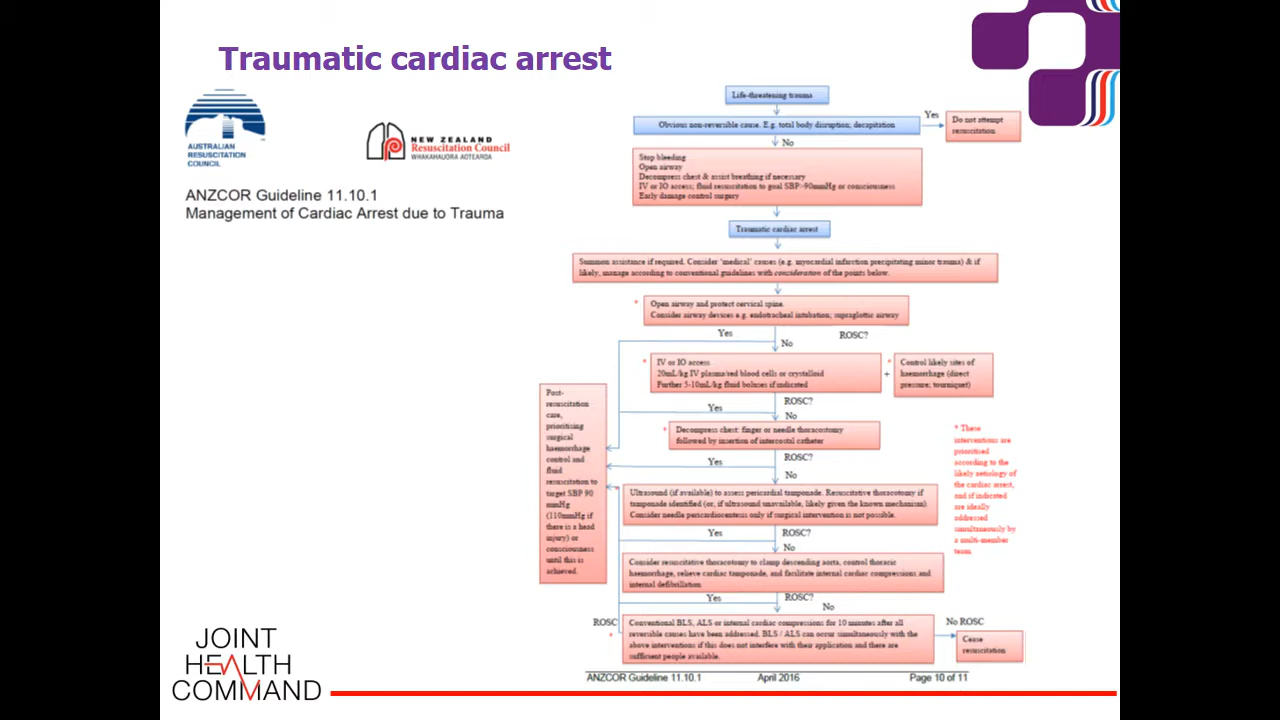 Traumatic cardiac arrest
AUSTRALIAN
RESUSCITATION
COUNCIL
NEW ZEALAND
Resuscitation Council
WHAKAHAUORA AOTEAROA
ANZCOR Guideline 11.10.1
Management of Cardiac Arrest due to Trauma
Life-threatening trauma
Obvious non-reversible cause. E.g. total body disruption; decapitation
Yes
Do not attempt
resuscitation
No
Stop bleeding
Open airway
Decompress chest & assist breathing if necessary
IV or IO access; fluid resuscitation to goal SBP>90mmHg or consciousness
Early damage control surgery
Traumatic cardiac arrest
Summon assistance if required. Consider 'medical' causes (e.g. myocardial infarction precipitating minor trauma) & if
likely, manage according to conventional guidelines with consideration of the points below.
* Open airway and protect cervical spine.
Consider airway devices e.g. endotracheal intubation; supraglottic airway
Yes
ROSC?
No
* IV or IO access
20mL/kg IV plasma/red blood cells or crystalloid
Further 5-10mL/kg fluid boluses if indicated
+
* Control likely sites of
haemorrhage (direct
pressure; tourniquet)
Yes
ROSC?
No
* Decompress chest: finger or needle thoracostomy
followed by insertion of intercostal catheter
Yes
ROSC?
No
Ultrasound (if available) to assess pericardial tamponade. Resuscitative thoracotomy if
tamponade identified (or, if ultrasound unavailable, likely given the known mechanism).
Consider needle pericardiocentesis only if surgical intervention is not possible.
Yes
ROSC?
No
Consider resuscitative thoracotomy to clamp descending aorta, control thoracic
haemorrhage, relieve cardiac tamponade, and facilitate internal cardiac compressions and
internal defibrillation.
Yes
ROSC?
No
ROSC
* Conventional BLS, ALS or internal cardiac compressions for 10 minutes after all
reversible causes have been addressed. BLS / ALS can occur simultaneously with the
above interventions if this does not interfere with their application and there are
sufficient people available.
No ROSC
Cease
resuscitation
Post-
resuscitation
care,
prioritising
surgical
haemorrhage
control and
fluid
resuscitation to
target SBP 90
mmHg
(110mmHg if
there is a head
injury) or
consciousness
until this is
achieved.
* These
interventions are
prioritised
according to the
likely aetiology of
the cardiac arrest,
and if indicated
are ideally
addressed
simultaneously by
a multi-member
team.
ANZCOR Guideline 11.10.1 April 2016 Page 10 of 11
JOINT
HEALTH
COMMAND